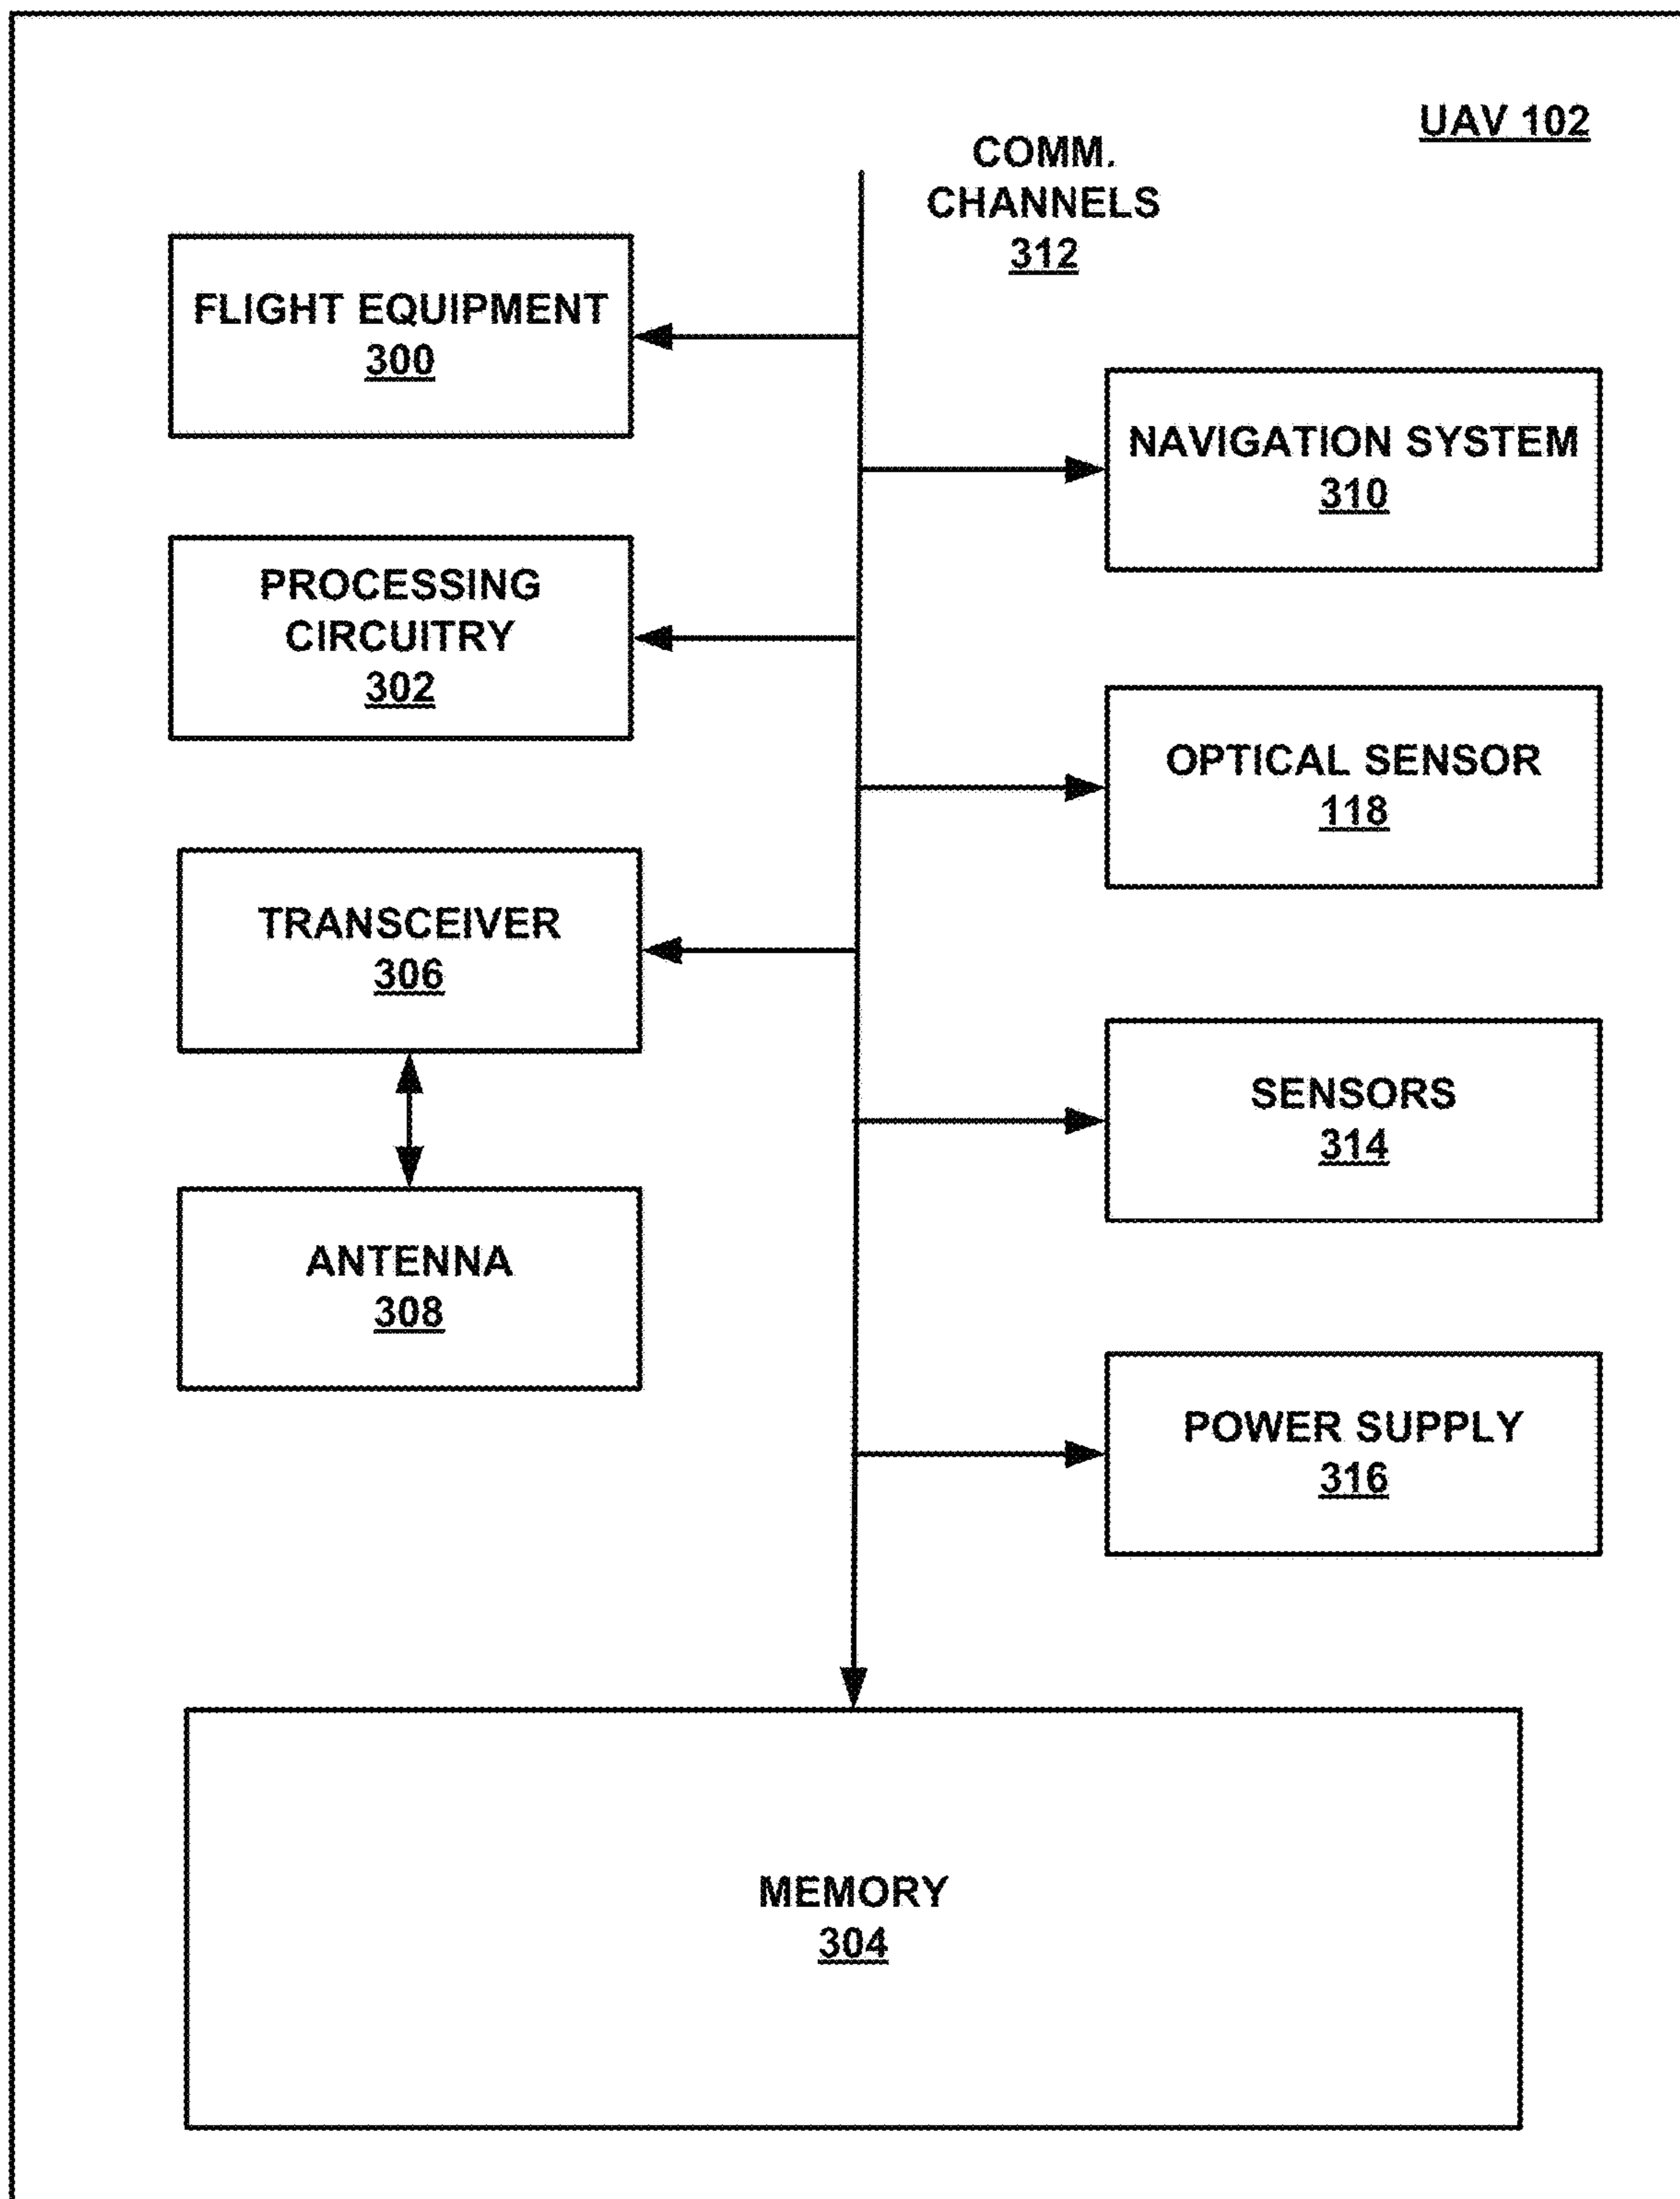 UAV 102
COMM.
CHANNELS
312
FLIGHT EQUIPMENT
300
NAVIGATION SYSTEM
310
PROCESSING
CIRCUITRY
302
OPTICAL SENSOR
118
TRANSCEIVER
306
SENSORS
314
ANTENNA
308
POWER SUPPLY
316
MEMORY
304